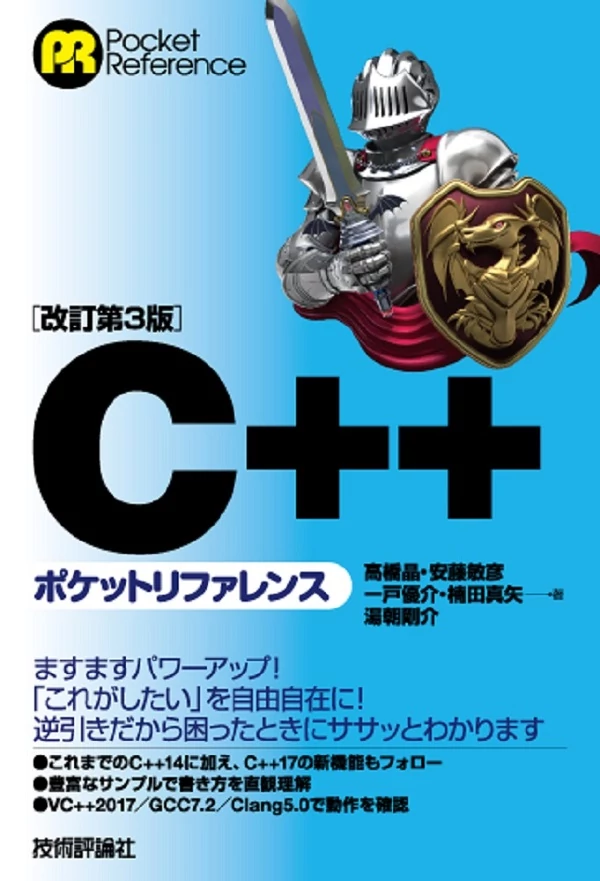 PR
Pocket
Reference
[改訂第3版]
C++
ポケットリファレンス
高橋晶・安藤敏彦
一戸優介・楠田真矢━━・著
湯朝剛介
ますますパワーアップ!
「これがしたい」を自由自在に!
逆引きだから困ったときにササッとわかります
●これまでのC++14に加え、C++17の新機能もフォロー
●豊富なサンプルで書き方を直観理解
●VC++2017/GCC7.2/Clang5.0で動作を確認
技術評論社